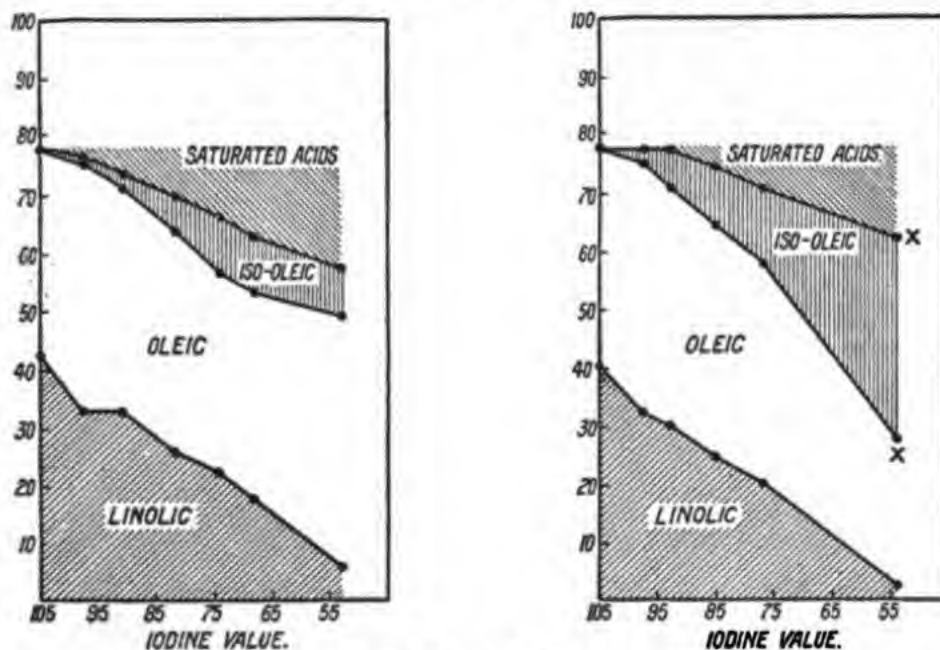 100
90
80
70
60
50
40
30
20
10
SATURATED ACIDS
ISO-OLEIC
OLEIC
LINOLIC
105 95 85 75 65 55
IODINE VALUE.
100
90
80
70
60
50
40
30
20
10
SATURATED ACIDS.
ISO-OLEIC
X
OLEIC
X
LINOLIC
105 95 85 75 65 55
IODINE VALUE.